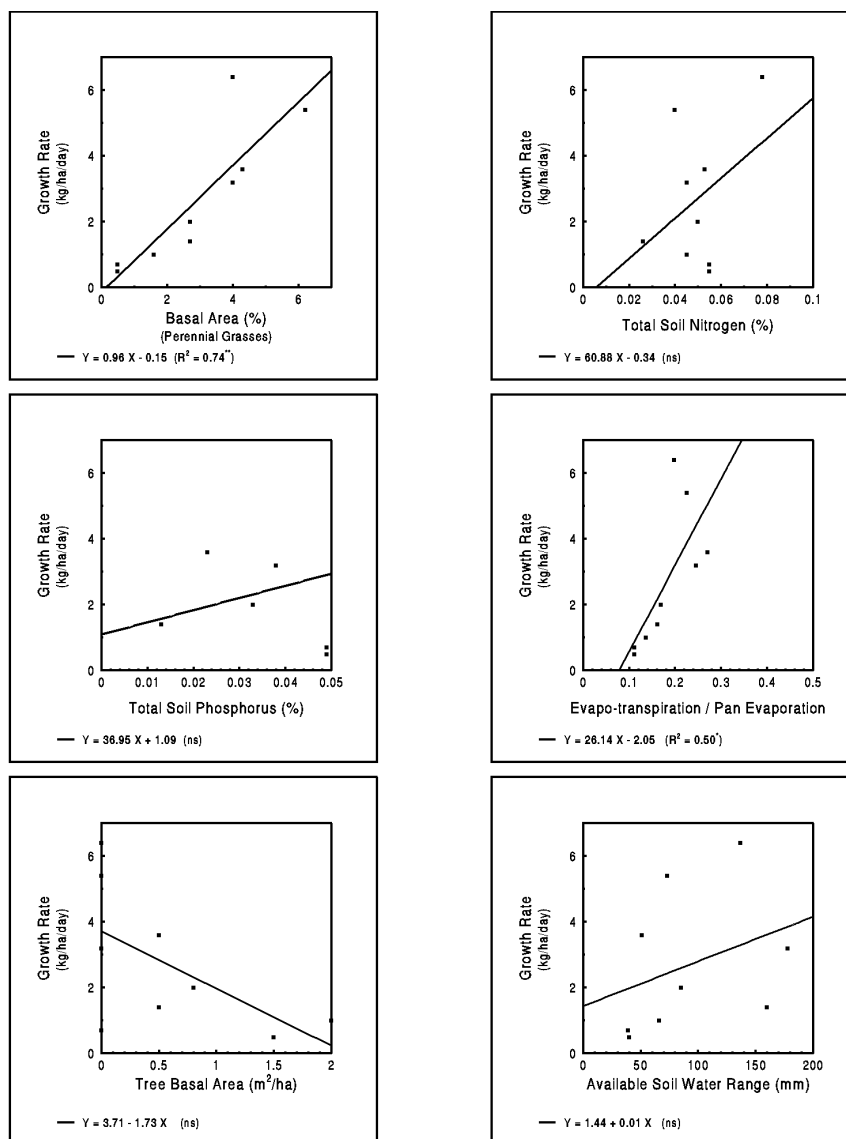 6
4
2
0
Growth Rate
(kg/ha/day)
0 2 4 6
Basal Area (%)
(Perennial Grasses)
Y = 0.96 X - 0.15 (R² = 0.74**)
6
4
2
0
Growth Rate
(kg/ha/day)
0 0.02 0.04 0.06 0.08 0.1
Total Soil Nitrogen (%)
Y = 60.88 X - 0.34 (ns)
6
4
2
0
Growth Rate
(kg/ha/day)
0 0.01 0.02 0.03 0.04 0.05
Total Soil Phosphorus (%)
Y = 36.95 X + 1.09 (ns)
6
4
2
0
Growth Rate
(kg/ha/day)
0 0.1 0.2 0.3 0.4 0.5
Evapo-transpiration / Pan Evaporation
Y = 26.14 X - 2.05 (R² = 0.50*)
6
4
2
0
Growth Rate
(kg/ha/day)
0 0.5 1 1.5 2
Tree Basal Area (m²/ha)
Y = 3.71 - 1.73 X (ns)
6
4
2
0
Growth Rate
(kg/ha/day)
0 50 100 150 200
Available Soil Water Range (mm)
Y = 1.44 + 0.01 X (ns)